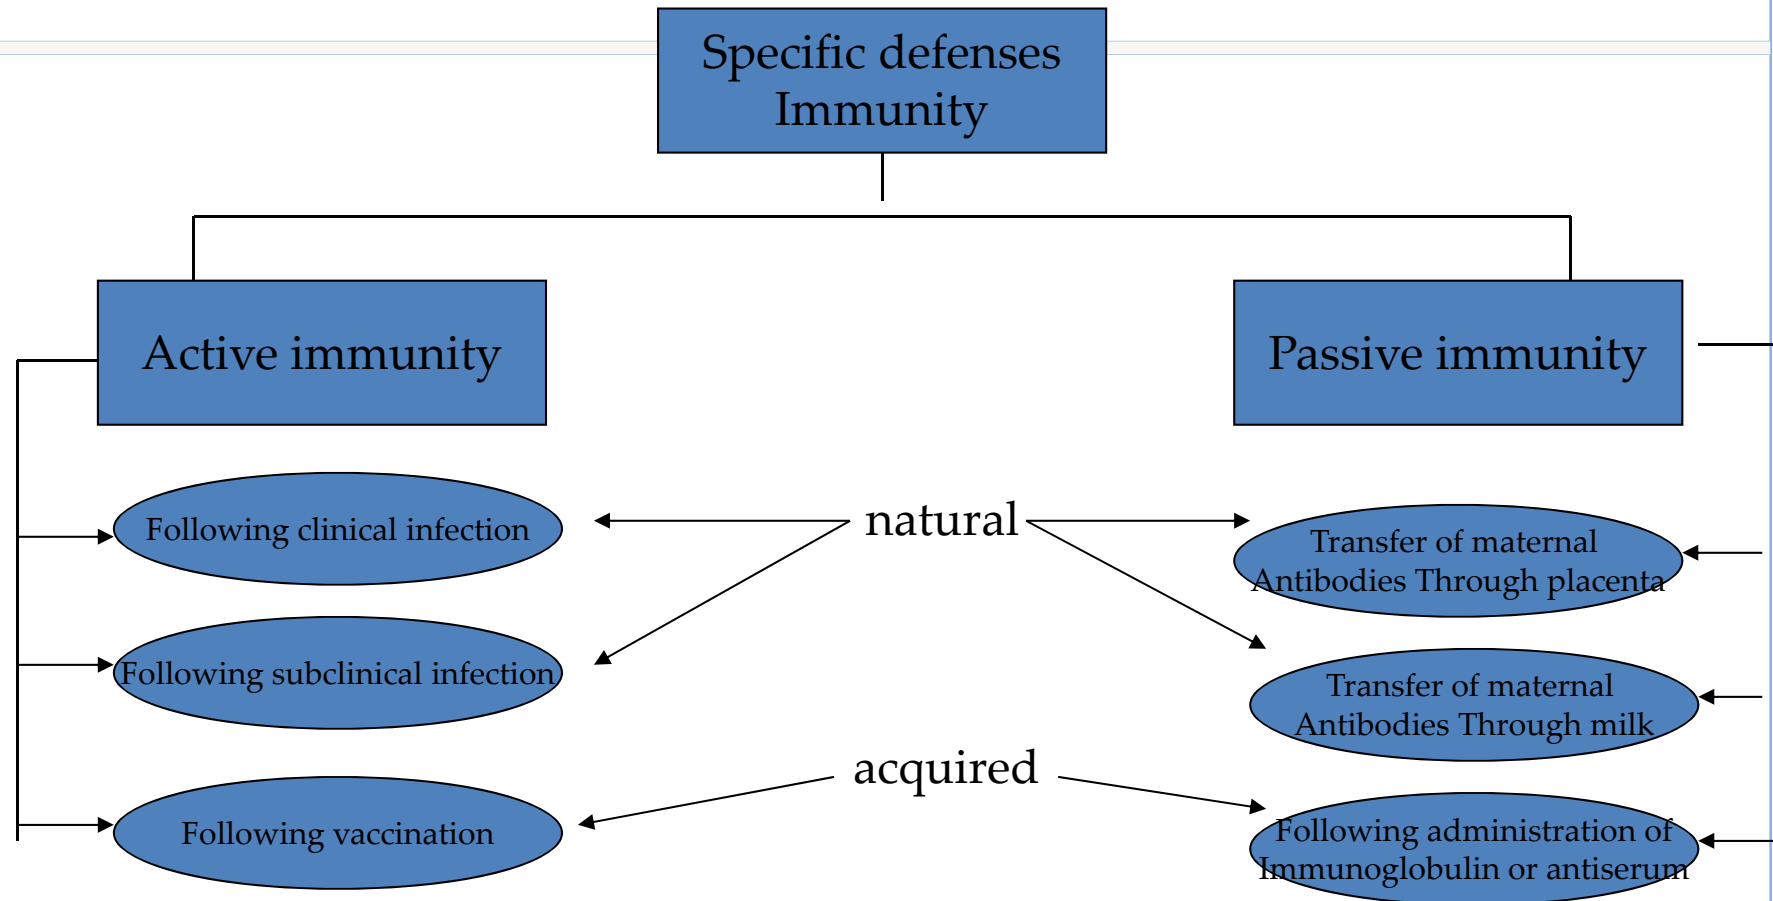 Specific defenses
Immunity
Active immunity
Passive immunity
Following clinical infection
natural
Transfer of maternal
Antibodies Through placenta
Following subclinical infection
Transfer of maternal
Antibodies Through milk
acquired
Following vaccination
Following administration of
Immunoglobulin or antiserum